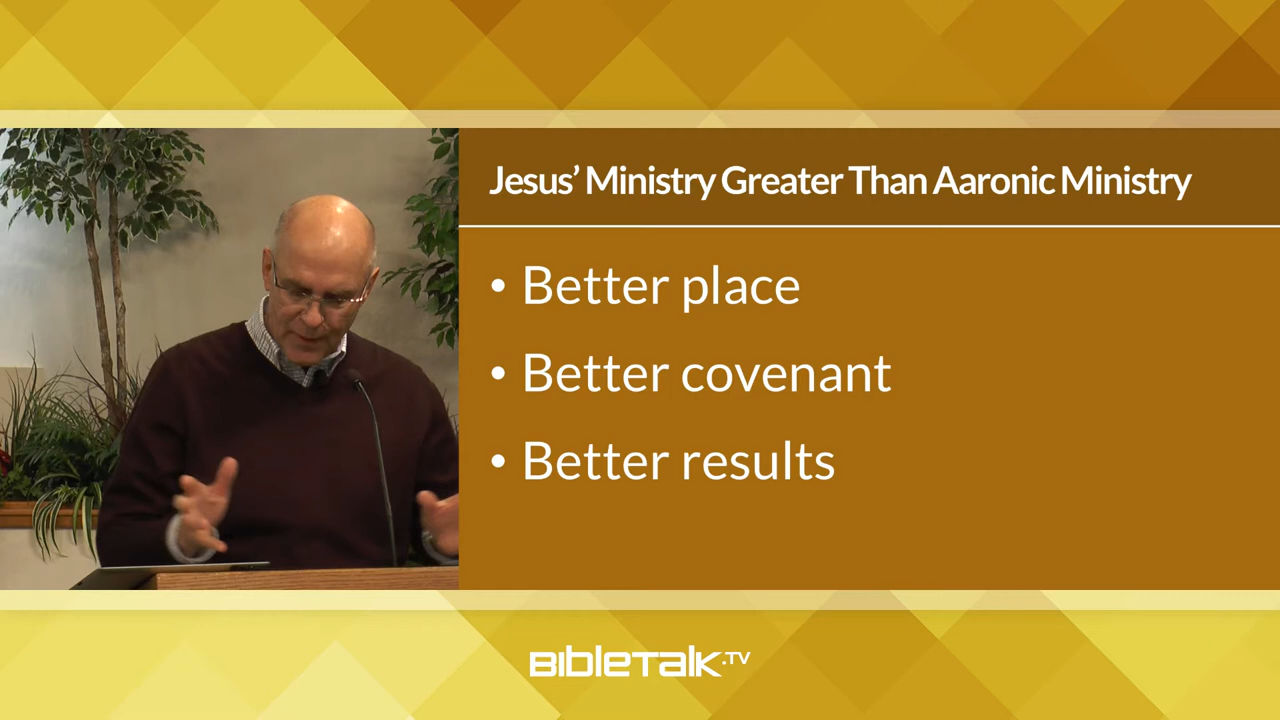 Jesus’ Ministry Greater Than Aaronic Ministry
• Better place
• Better covenant
• Better results
BIBLETALK.TV